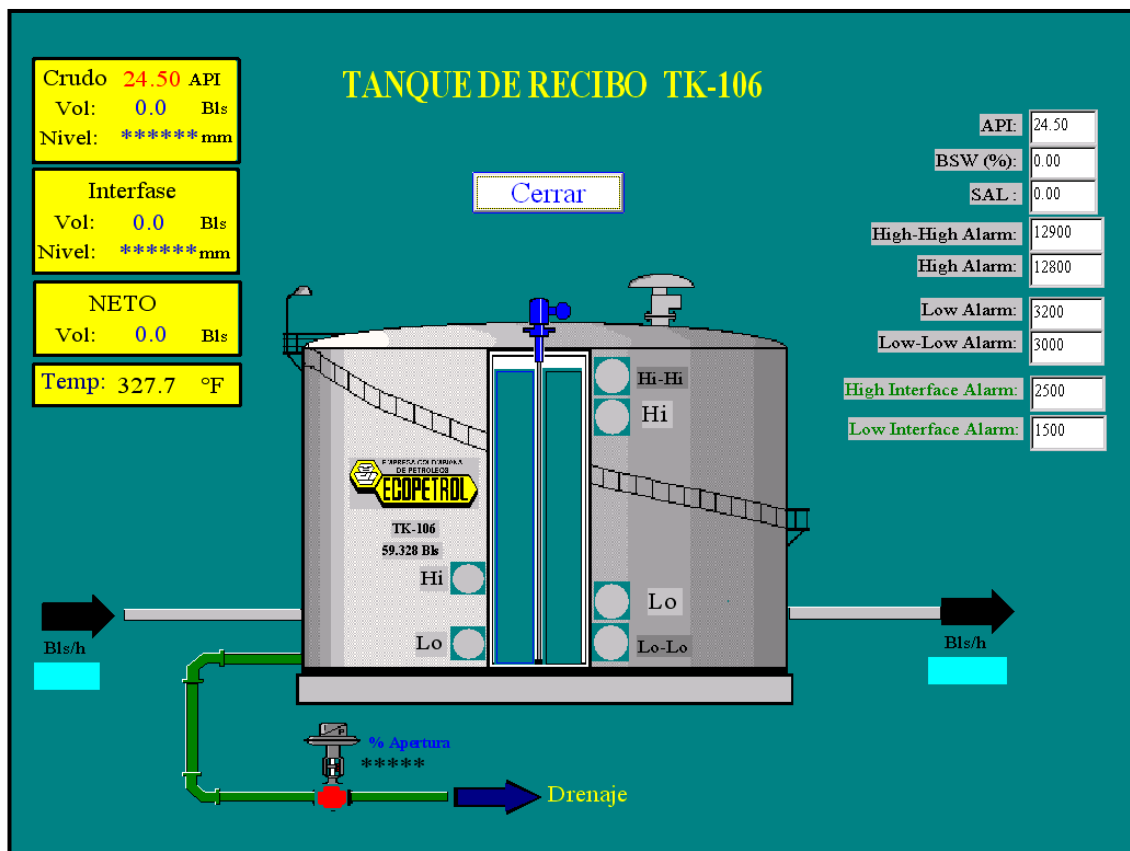 TANQUE DE RECIBO TK-106
Crudo 24.50 API
Vol: 0.0 Bls
Nivel: ****** mm
Interfase
Vol: 0.0 Bls
Nivel: ****** mm
NETO
Vol: 0.0 Bls
Temp: 327.7 °F
Cerrar
API: 24.50
BSW (%): 0.00
SAL : 0.00
High-High Alarm: 12900
High Alarm: 12800
Low Alarm: 3200
Low-Low Alarm: 3000
High Interface Alarm: 2500
Low Interface Alarm: 1500
Hi-Hi
Hi
EMPRESA COLOMBIANA
DE PETROLEOS
ECOPETROL
TK-106
59.328 Bls
Hi
Lo
Lo
Lo-Lo
Bls/h
Bls/h
% Apertura
*****
Drenaje